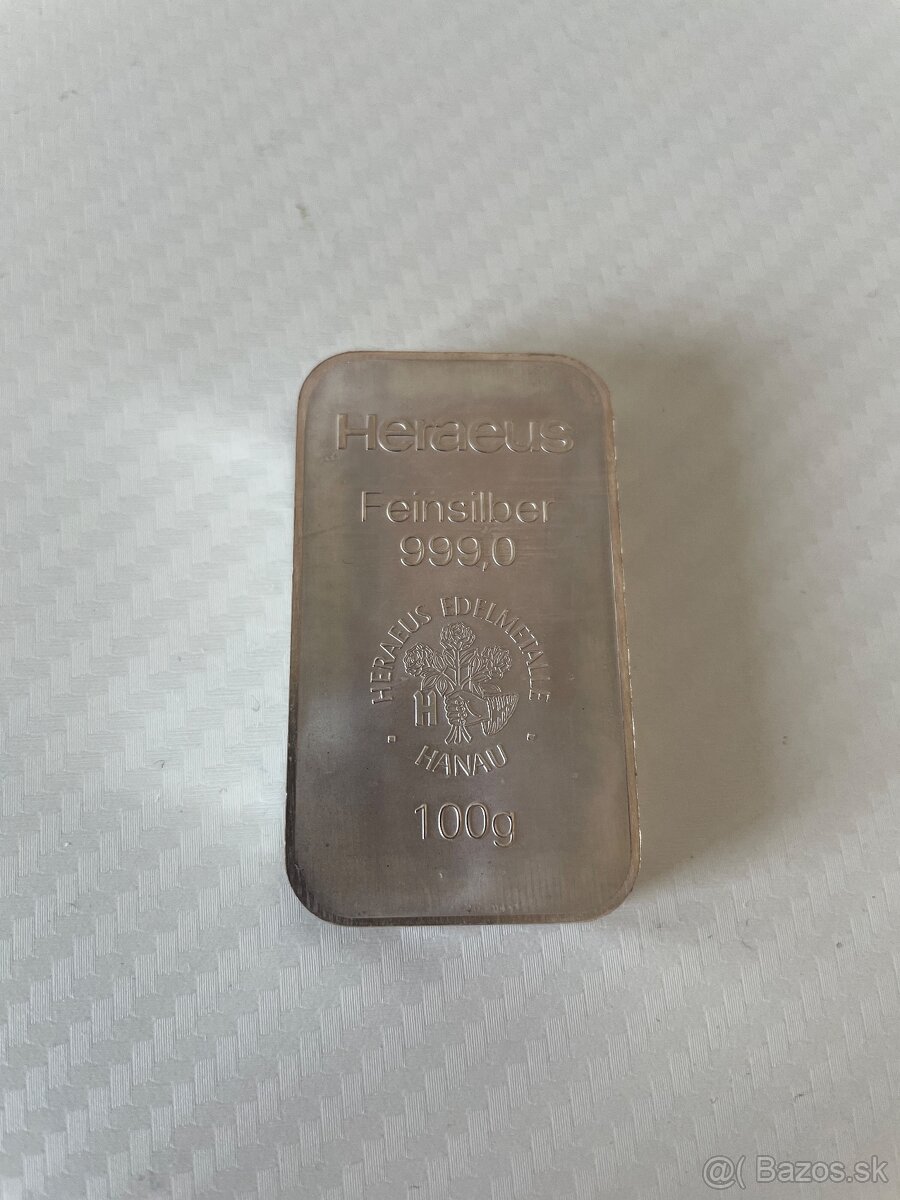 Heraeus
Feinsilber
999,0
HERAEUS EDELMETALLE
H
· HANAU ·
100g
@( Bazos.sk